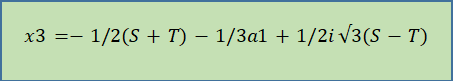 x3 =− 1/2(S + T) − 1/3a1 + 1/2i √3(S − T)